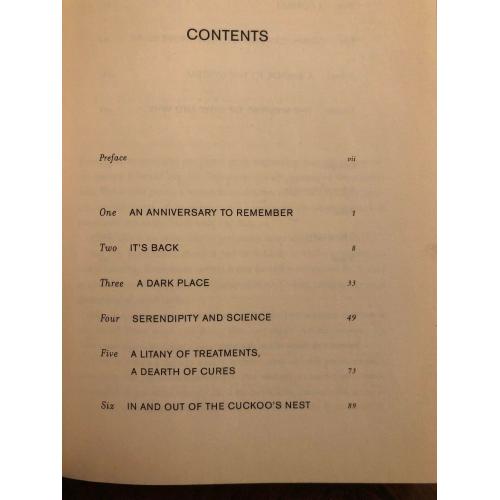 CONTENTS
Preface vii
One AN ANNIVERSARY TO REMEMBER 1
Two IT'S BACK 8
Three A DARK PLACE 33
Four SERENDIPITY AND SCIENCE 49
Five A LITANY OF TREATMENTS,
A DEARTH OF CURES 73
Six IN AND OUT OF THE CUCKOO'S NEST 89